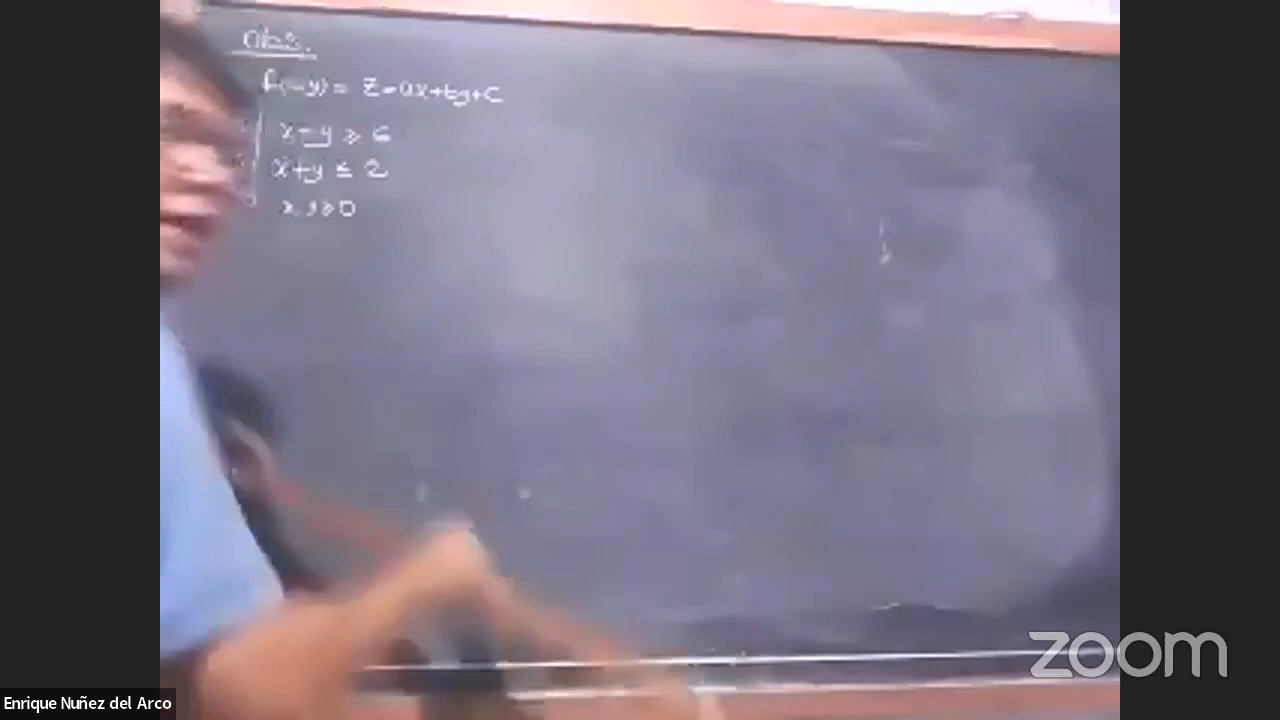 Obs.
f(x,y) = Z = ax+by+c
x+y ≥ 6
x+y ≤ 2
x, y ≥ 0
zoom
Enrique Nuñez del Arco